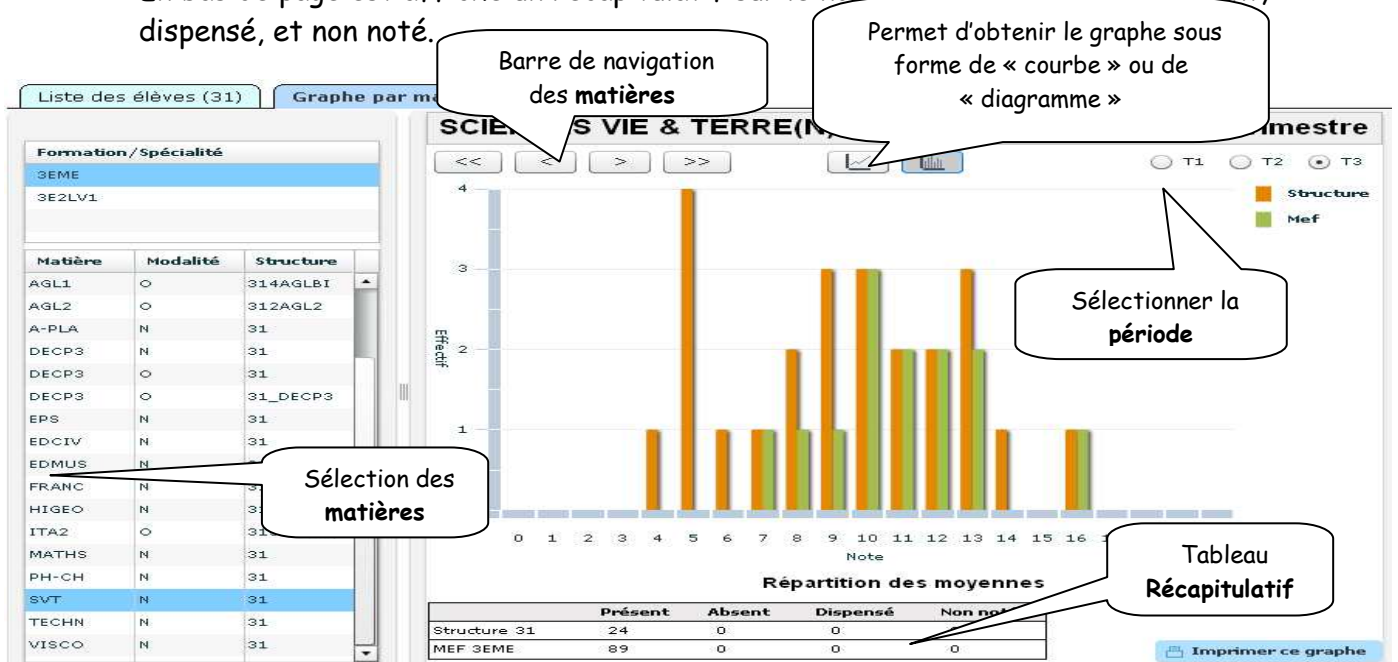 dispensé, et non noté.
Barre de navigation
des matières
Permet d'obtenir le graphe sous
forme de « courbe » ou de
« diagramme »
Liste des élèves (31)
Graphe par
VIE & TERRE(N)
<< < > >>
T1 T2 T3
Formation/Spécialité
3EME
3E2LV1
Structure
Mef
Matière Modalité Structure
AGL1 O 314AGLBI
AGL2 O 312AGL2
A-PLA N 31
DECP3 N 31
DECP3 O 31
DECP3 O 31_DECP3
EPS N 31
EDCIV N 31
EDMUS N
FRANC N
HIGEO N
ITA2 O
MATHS N 31
PH-CH N 31
SVT N 31
TECHN N 31
VISCO N 31
Sélection des
matières
Sélectionner la
période
4
3
Effectif
2
1
0 1 2 3 4 5 6 7 8 9 10 11 12 13 14 15 16
Note
Répartition des moyennes
Tableau
Récapitulatif
Présent Absent Dispensé Non
Structure 31 24 0 0
MEF 3EME 89 0 0 0
Imprimer ce graphe